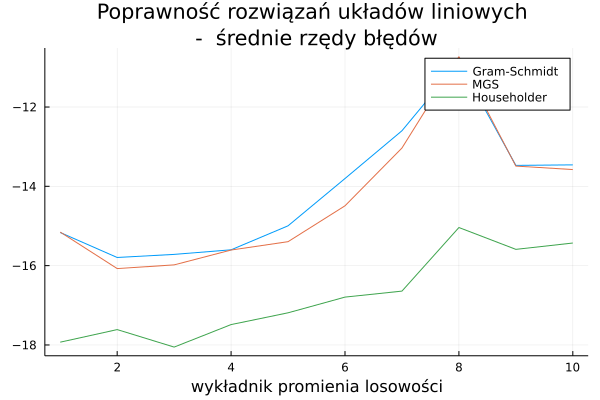 Poprawność rozwiązań układów liniowych
- średnie rzędy błędów
Gram-Schmidt
MGS
Householder
−12
−14
−16
−18
2 4 6 8 10
wykładnik promienia losowości